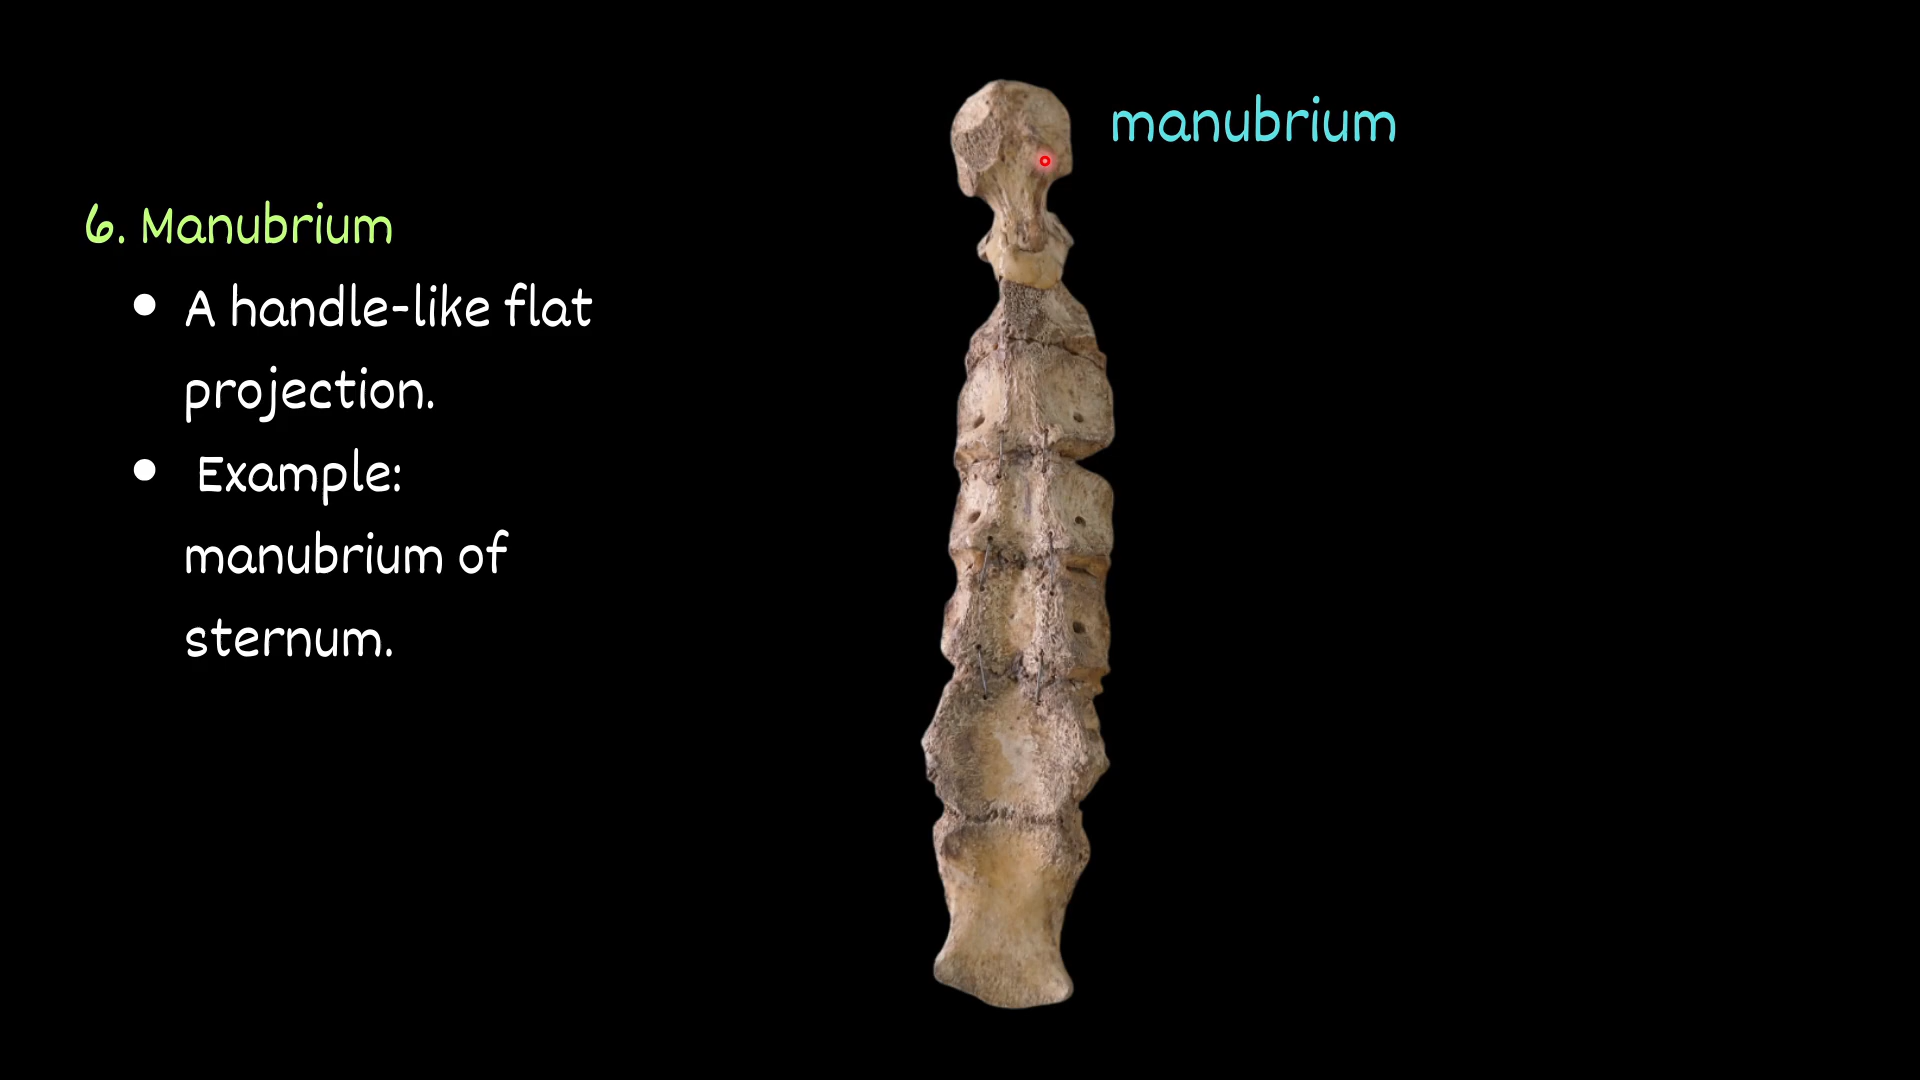 manubrium
6. Manubrium
• A handle-like flat
projection.
• Example:
manubrium of
sternum.